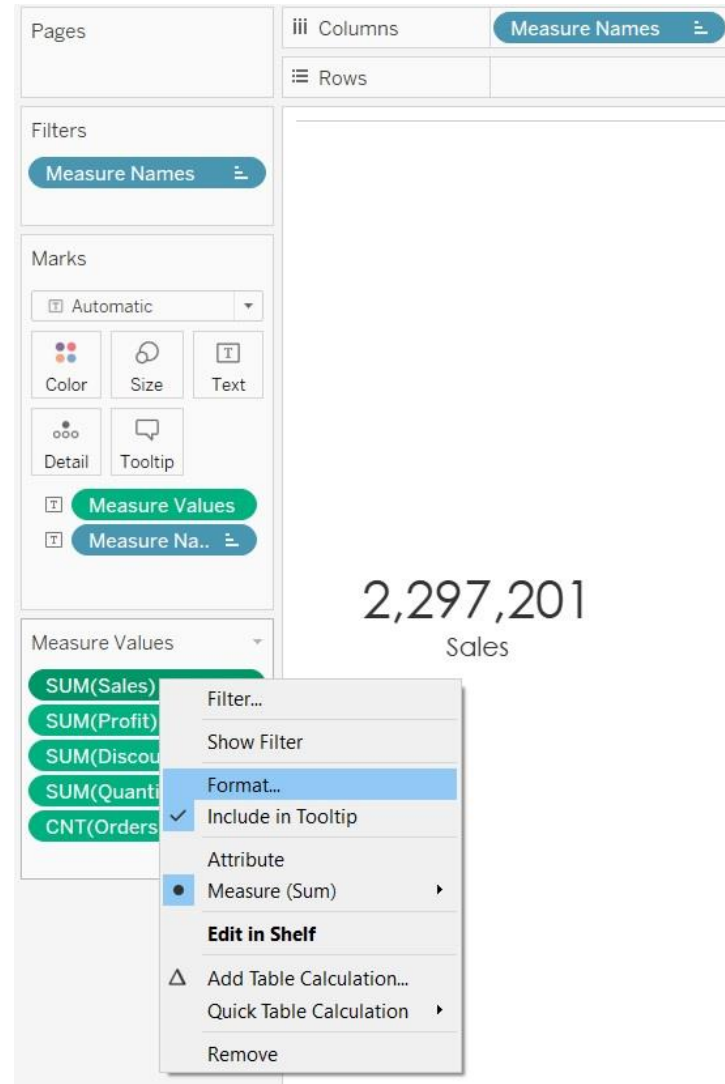 Pages
iii Columns
Measure Names
Rows
Filters
Measure Names
Marks
T Automatic
Color
Size
T
Text
Detail
Tooltip
T Measure Values
T Measure Na..
2,297,201
Sales
Measure Values
SUM(Sales)
SUM(Profit)
SUM(Discou
SUM(Quanti
CNT(Orders
Filter...
Show Filter
Format...
Include in Tooltip
Attribute
Measure (Sum)
Edit in Shelf
Add Table Calculation...
Quick Table Calculation
Remove